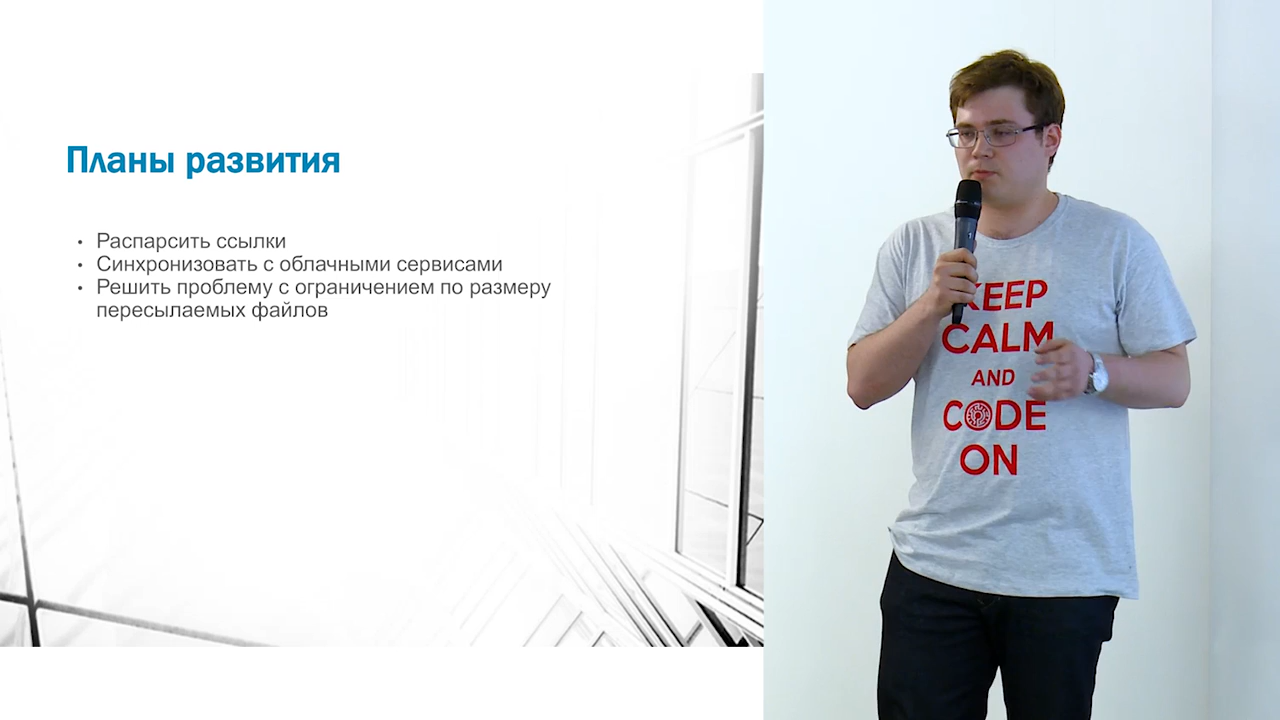 Планы развития
• Распарсить ссылки
• Синхронизовать с облачными сервисами
• Решить проблему с ограничением по размеру
пересылаемых файлов
KEEP
CALM
AND
CODE
ON